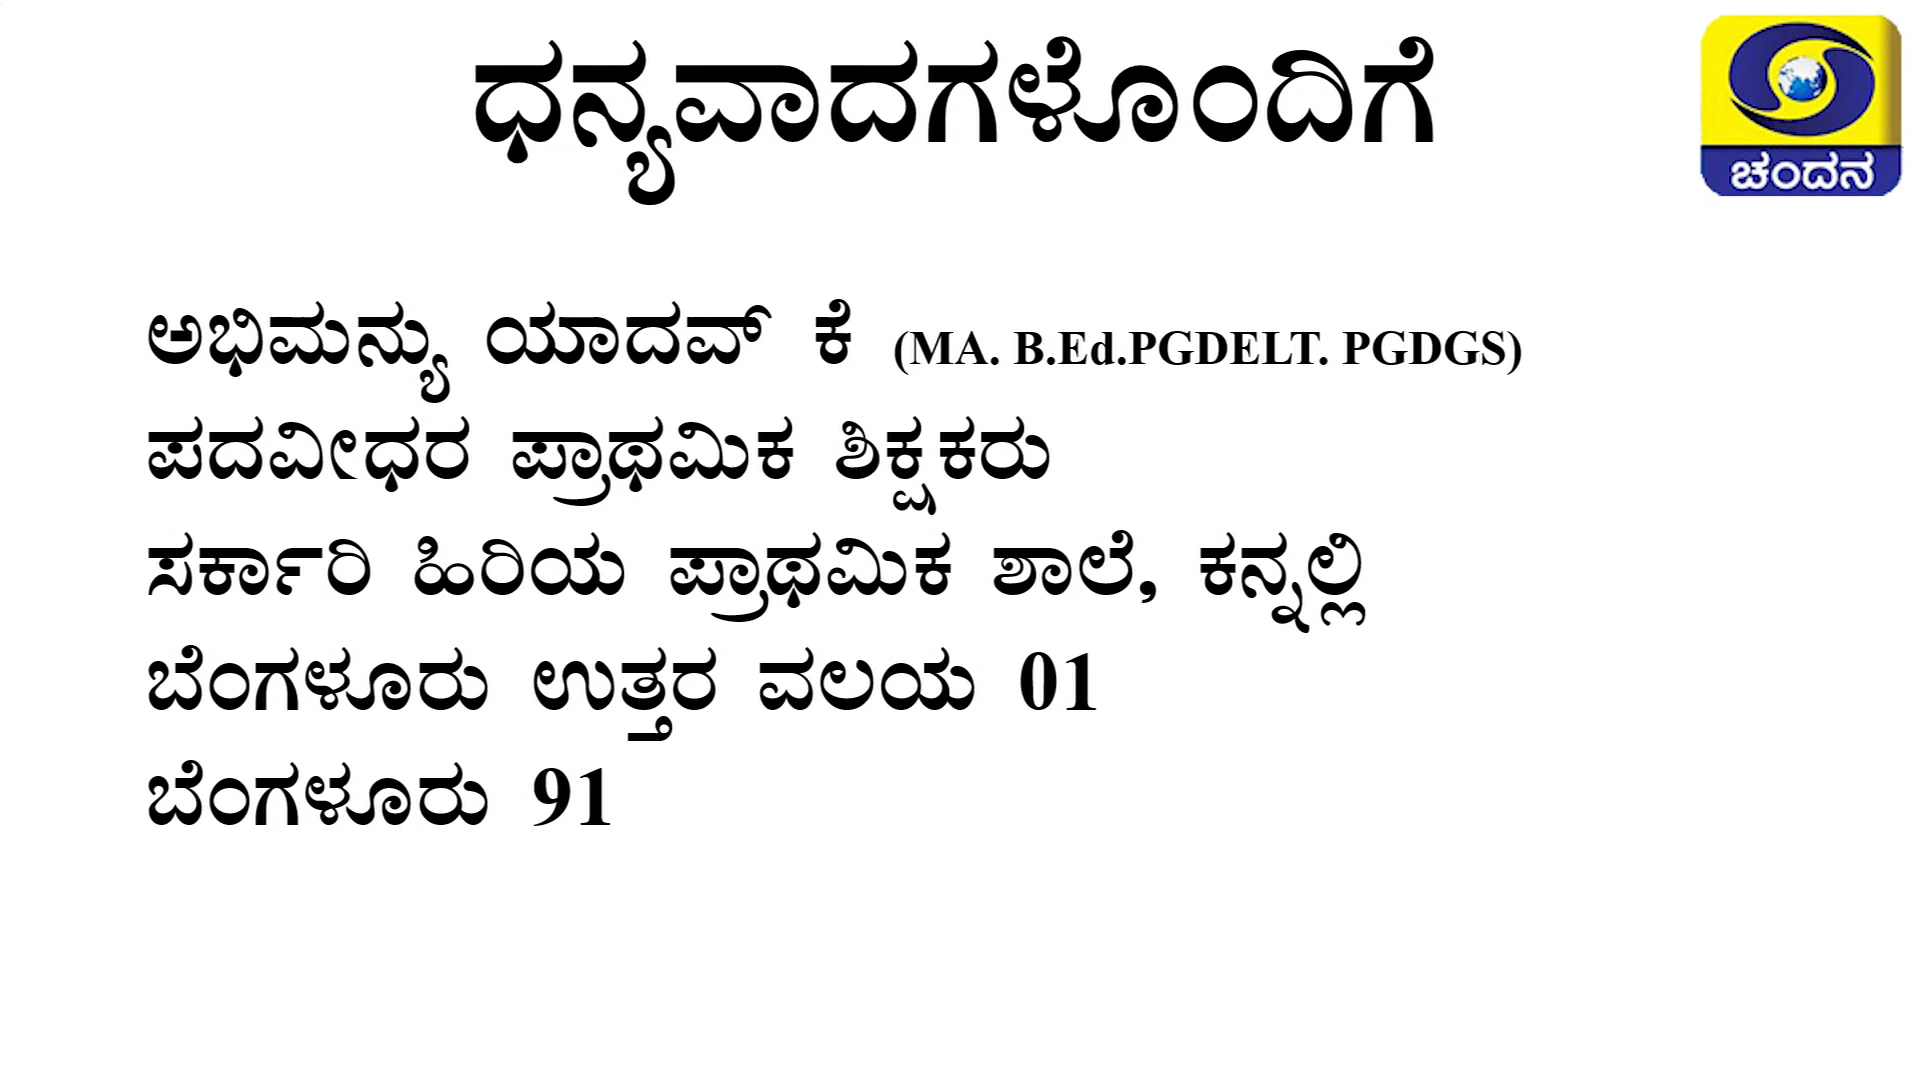 ಧನ್ಯವಾದಗಳೊಂದಿಗೆ
ಚಂದನ
ಅಭಿಮನ್ಯು ಯಾದವ್ ಕೆ (MA. B.Ed.PGDELT. PGDGS)
ಪದವೀಧರ ಪ್ರಾಥಮಿಕ ಶಿಕ್ಷಕರು
ಸರ್ಕಾರಿ ಹಿರಿಯ ಪ್ರಾಥಮಿಕ ಶಾಲೆ, ಕನ್ನಲ್ಲಿ
ಬೆಂಗಳೂರು ಉತ್ತರ ವಲಯ 01
ಬೆಂಗಳೂರು 91